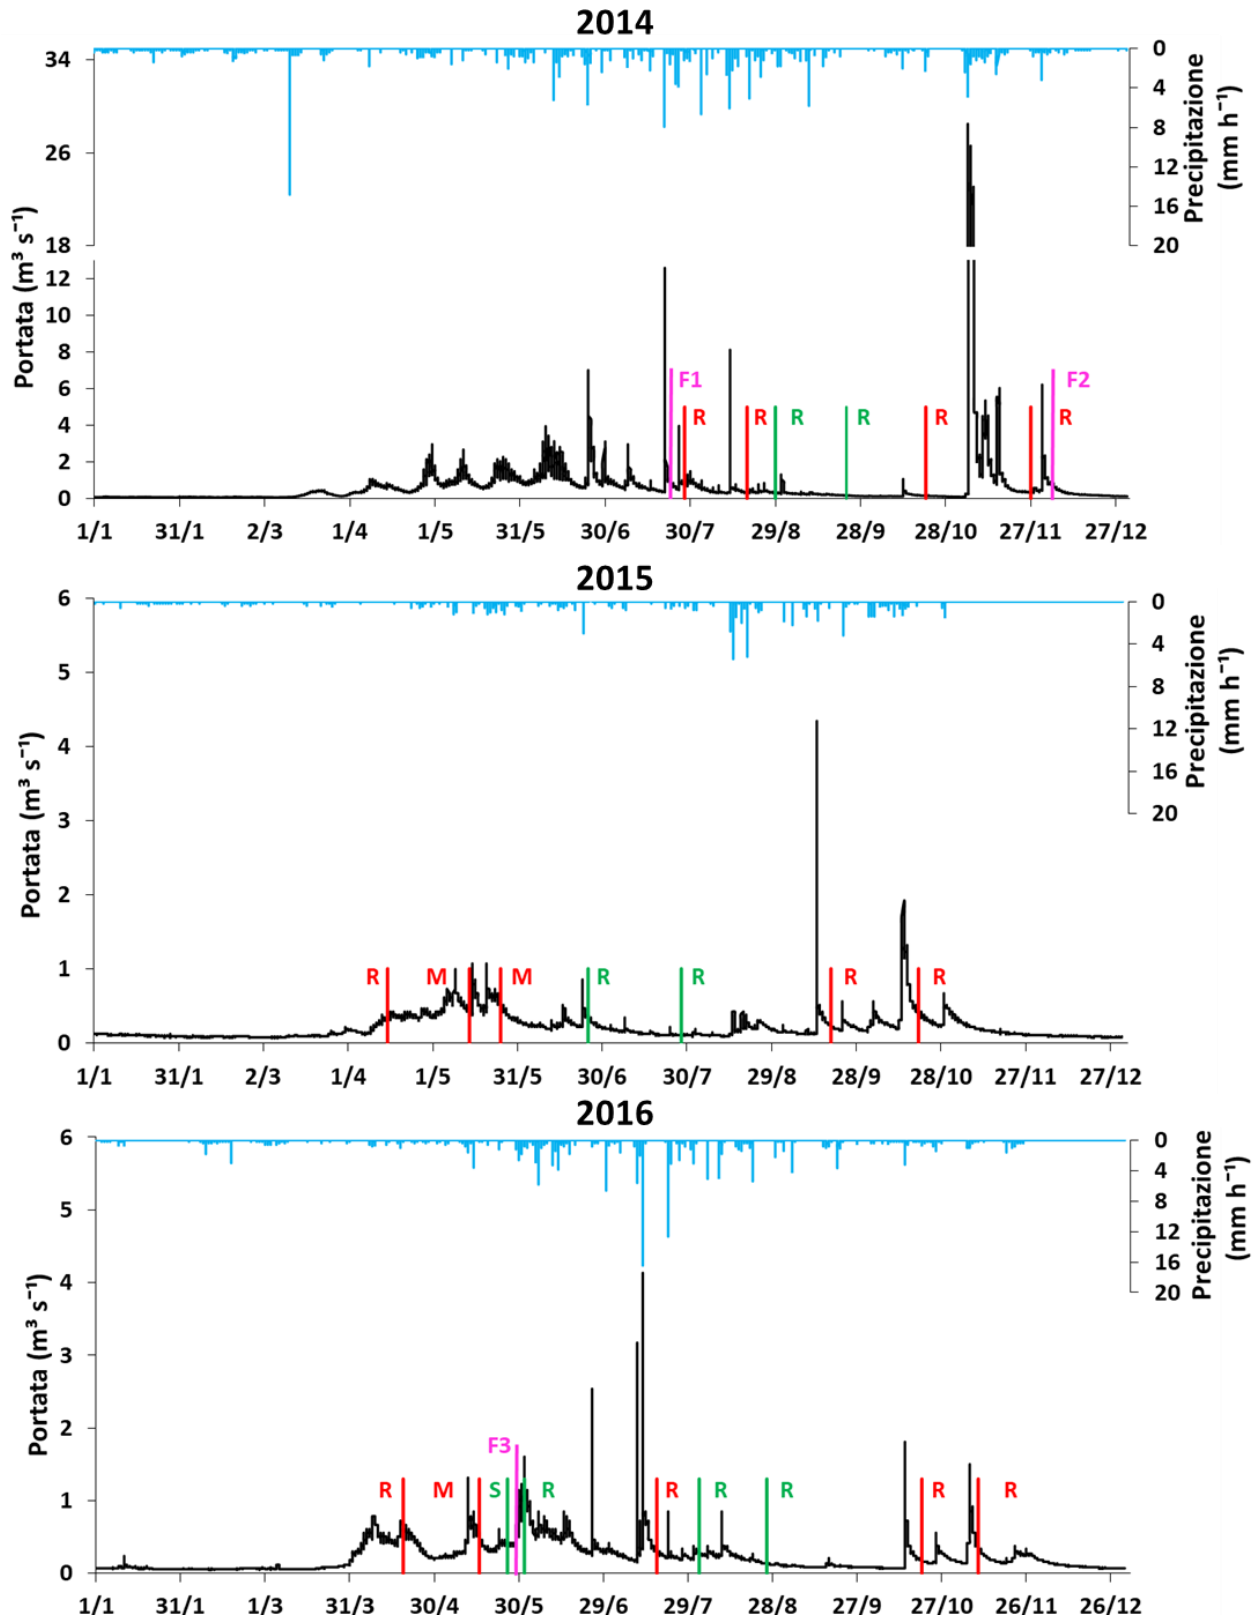 2014
34
26
18
12
10
8
6
4
2
0
Portata (m³ s⁻¹)
0
4
8
12
16
20
Precipitazione
(mm h⁻¹)
F1
R
R
R
R
R
R
F2
1/1 31/1 2/3 1/4 1/5 31/5 30/6 30/7 29/8 28/9 28/10 27/11 27/12
2015
6
5
4
3
2
1
0
Portata (m³ s⁻¹)
0
4
8
12
16
20
Precipitazione
(mm h⁻¹)
R M M R R R R
1/1 31/1 2/3 1/4 1/5 31/5 30/6 30/7 29/8 28/9 28/10 27/11 27/12
2016
6
5
4
3
2
1
0
Portata (m³ s⁻¹)
0
4
8
12
16
20
Precipitazione
(mm h⁻¹)
F3
R M S R R R R R R
1/1 31/1 1/3 31/3 30/4 30/5 29/6 29/7 28/8 27/9 27/10 26/11 26/12